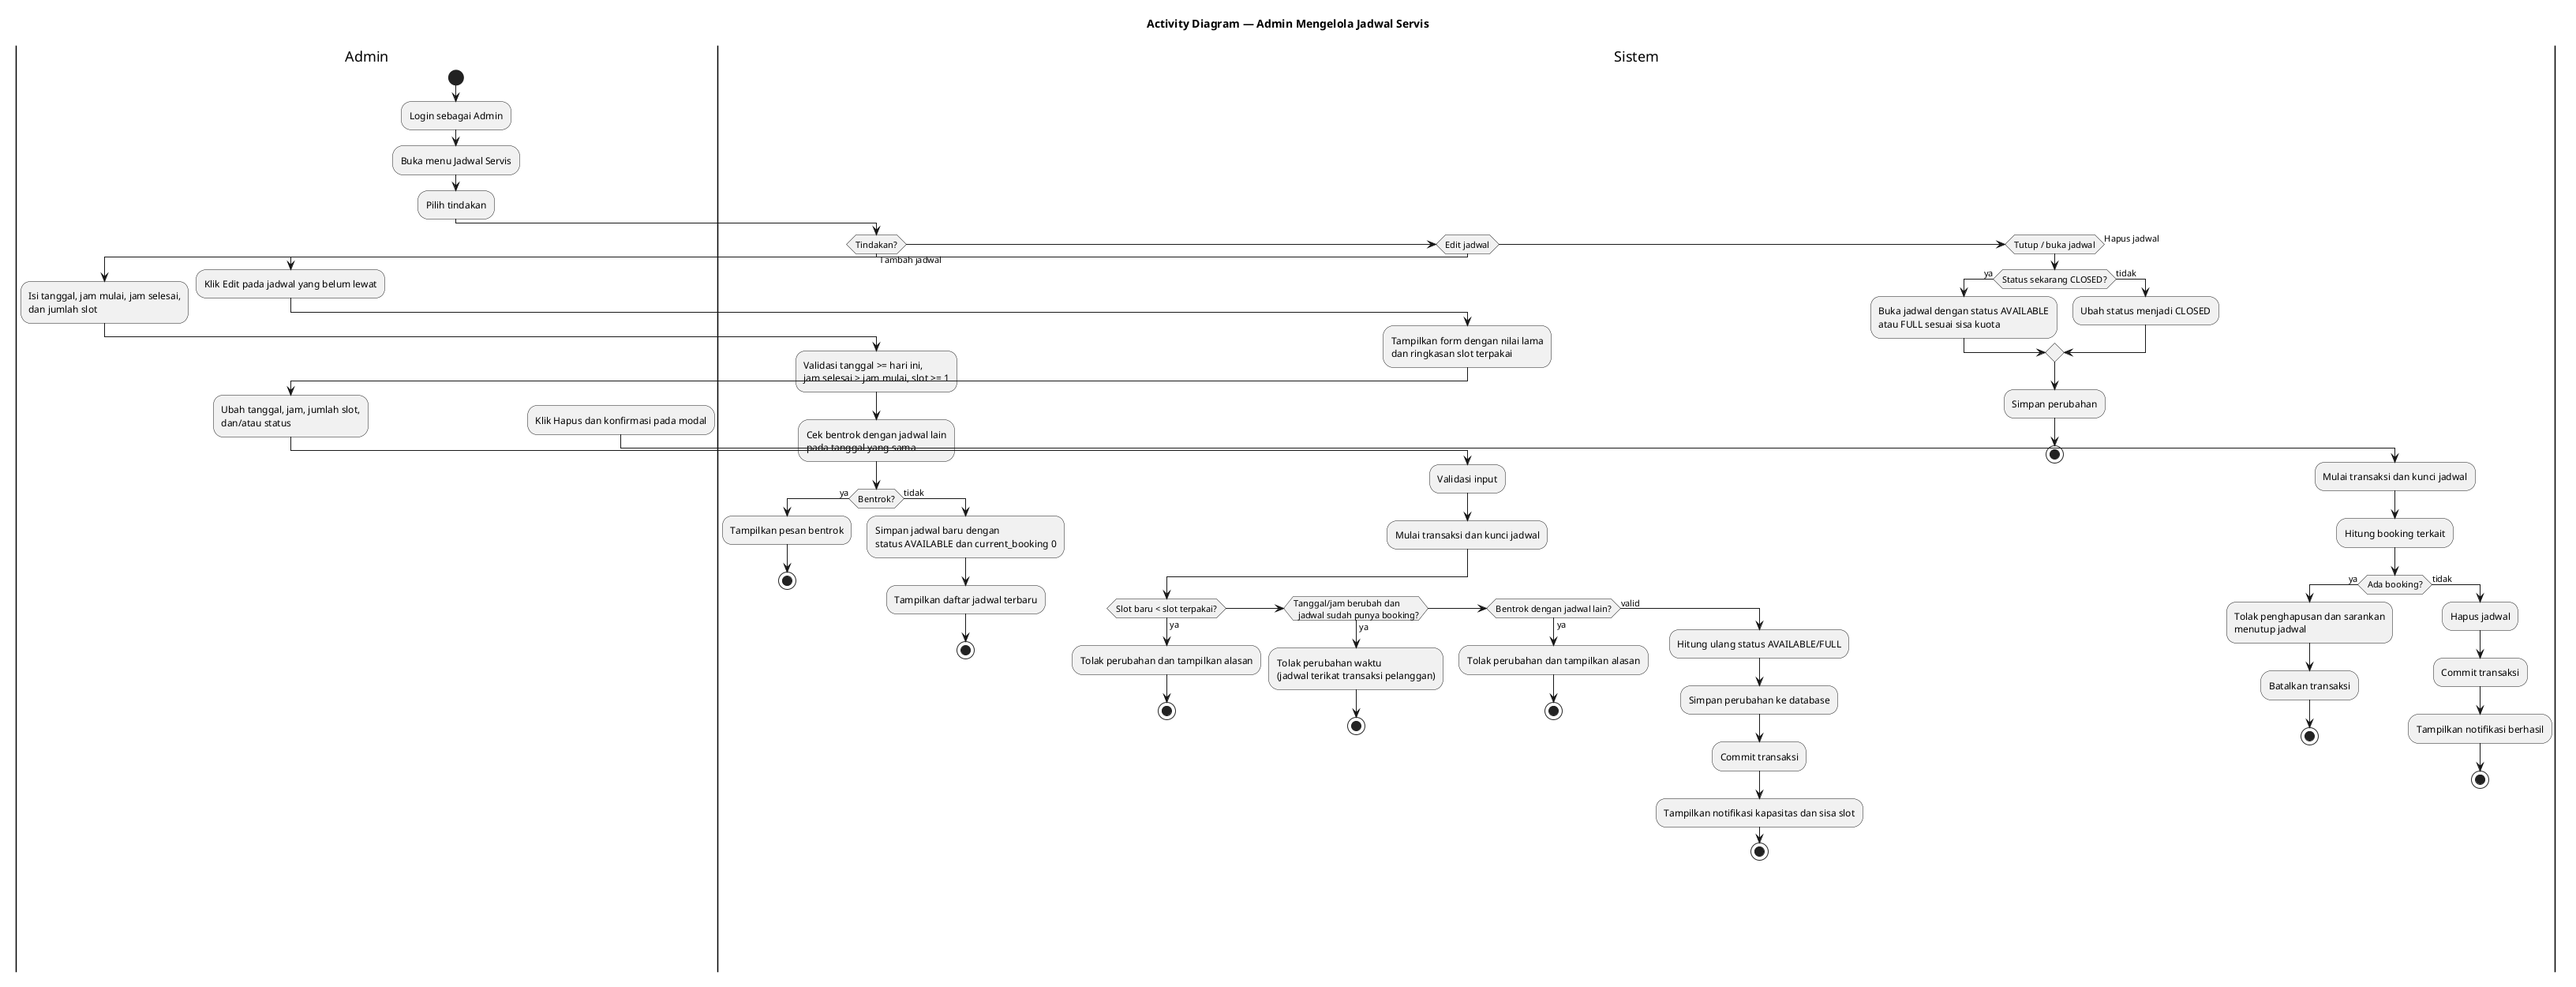 Activity Diagram — Admin Mengelola Jadwal Servis
Admin
Sistem
Login sebagai Admin
Buka menu Jadwal Servis
Pilih tindakan
Tindakan?
Edit jadwal
Tutup / buka jadwal
Hapus jadwal
Tambah jadwal
Isi tanggal, jam mulai, jam selesai,
dan jumlah slot
Klik Edit pada jadwal yang belum lewat
ya
Status sekarang CLOSED?
tidak
Buka jadwal dengan status AVAILABLE
atau FULL sesuai sisa kuota
Ubah status menjadi CLOSED
Tampilkan form dengan nilai lama
dan ringkasan slot terpakai
Validasi tanggal >= hari ini,
jam selesai > jam mulai, slot >= 1
Ubah tanggal, jam, jumlah slot,
dan/atau status
Klik Hapus dan konfirmasi pada modal
Simpan perubahan
Cek bentrok dengan jadwal lain
pada tanggal yang sama
Validasi input
Mulai transaksi dan kunci jadwal
ya
Bentrok?
tidak
Tampilkan pesan bentrok
Simpan jadwal baru dengan
status AVAILABLE dan current_booking 0
Mulai transaksi dan kunci jadwal
Hitung booking terkait
Tampilkan daftar jadwal terbaru
ya
Ada booking?
tidak
Slot baru < slot terpakai?
ya
Tanggal/jam berubah dan
jadwal sudah punya booking?
ya
Bentrok dengan jadwal lain?
valid
ya
Tolak penghapusan dan sarankan
menutup jadwal
Hapus jadwal
Tolak perubahan dan tampilkan alasan
Tolak perubahan waktu
(jadwal terikat transaksi pelanggan)
Tolak perubahan dan tampilkan alasan
Hitung ulang status AVAILABLE/FULL
Batalkan transaksi
Commit transaksi
Simpan perubahan ke database
Tampilkan notifikasi berhasil
Commit transaksi
Tampilkan notifikasi kapasitas dan sisa slot